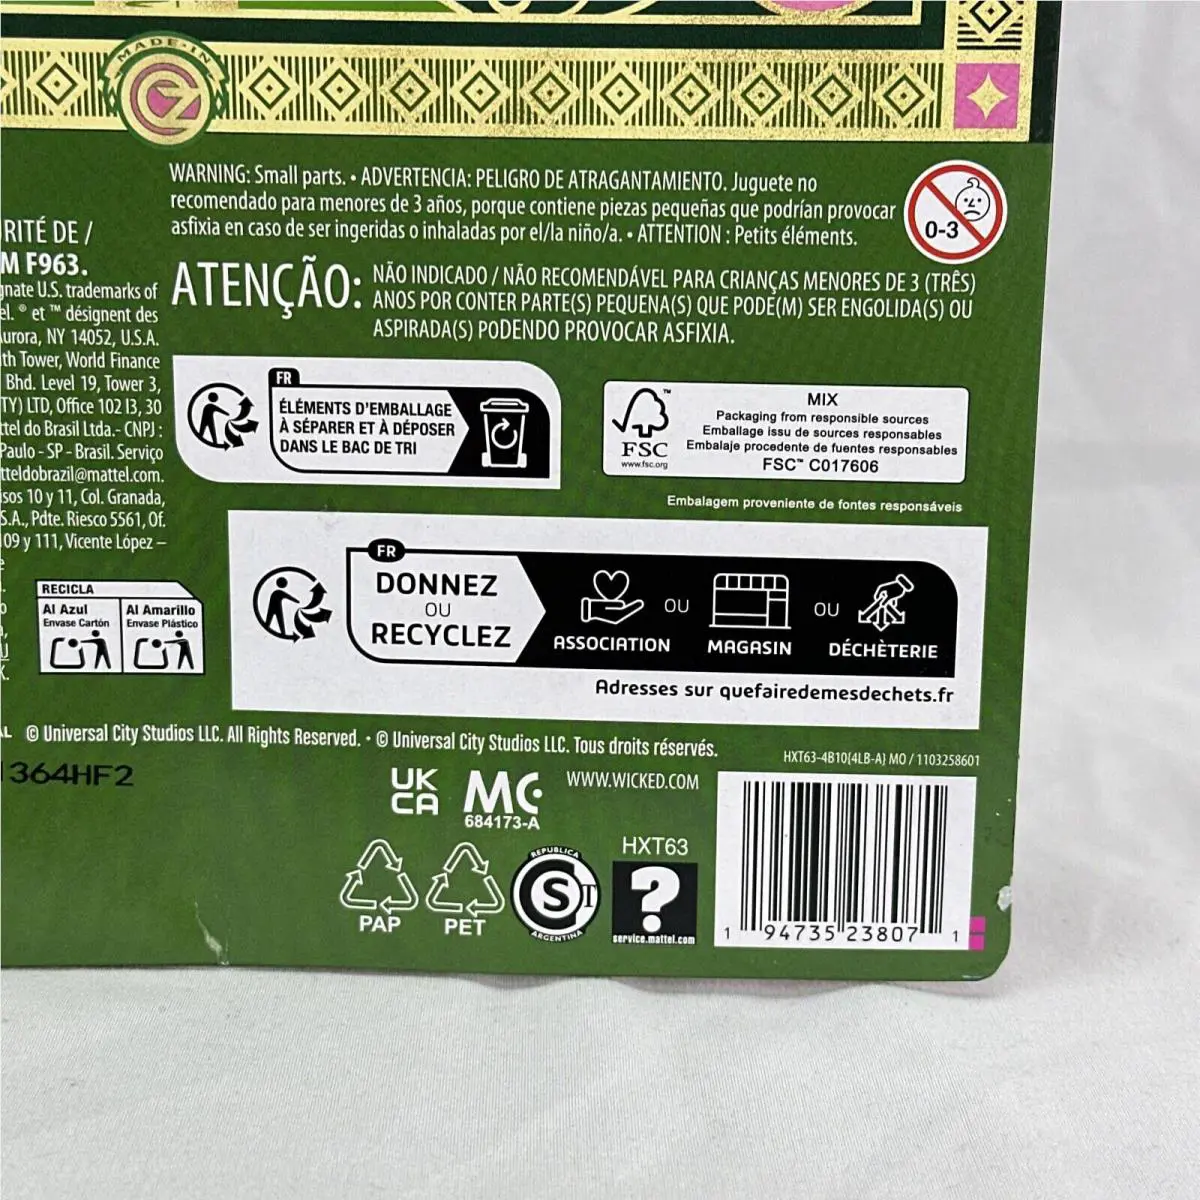 MADE·IN
OZ
WARNING: Small parts. • ADVERTENCIA: PELIGRO DE ATRAGANTAMIENTO. Juguete no
recomendado para menores de 3 años, porque contiene piezas pequeñas que podrían provocar
asfixia en caso de ser ingeridas o inhaladas por el/la niño/a. • ATTENTION : Petits éléments.
0-3
ATENÇÃO: NÃO INDICADO / NÃO RECOMENDÁVEL PARA CRIANÇAS MENORES DE 3 (TRÊS)
ANOS POR CONTER PARTE(S) PEQUENA(S) QUE PODE(M) SER ENGOLIDA(S) OU
ASPIRADA(S) PODENDO PROVOCAR ASFIXIA.
RITÉ DE /
M F963.
gnate U.S. trademarks of
el. ® et ™ désignent des
Aurora, NY 14052, U.S.A.
th Tower, World Finance
Bhd. Level 19, Tower 3,
TY) LTD, Office 102 I3, 30
ttel do Brasil Ltda.- CNPJ :
Paulo - SP - Brasil. Serviço
tteldobrazil@mattel.com.
isos 10 y 11, Col. Granada,
S.A., Pdte. Riesco 5561, Of.
09 y 111, Vicente López –
FR
ÉLÉMENTS D'EMBALLAGE
À SÉPARER ET À DÉPOSER
DANS LE BAC DE TRI
FSC™
www.fsc.org
MIX
Packaging from responsible sources
Emballage issu de sources responsables
Embalaje procedente de fuentes responsables
FSC™ C017606
Embalagem proveniente de fontes responsáveis
FR
DONNEZ
OU
RECYCLEZ
ASSOCIATION
OU
MAGASIN
OU
DÉCHÈTERIE
Adresses sur quefairedemesdechets.fr
RECICLA
Al Azul
Envase Cartón
Al Amarillo
Envase Plástico
© Universal City Studios LLC. All Rights Reserved. • © Universal City Studios LLC. Tous droits réservés.
HXT63-4B10{4LB-A} MO / 1103258601
1364HF2
UK
CA
MC
684173-A
WWW.WICKED.COM
PAP
PET
REPUBLICA
S
T
ARGENTINA
HXT63
?
service.mattel.com
1 94735 23807 1